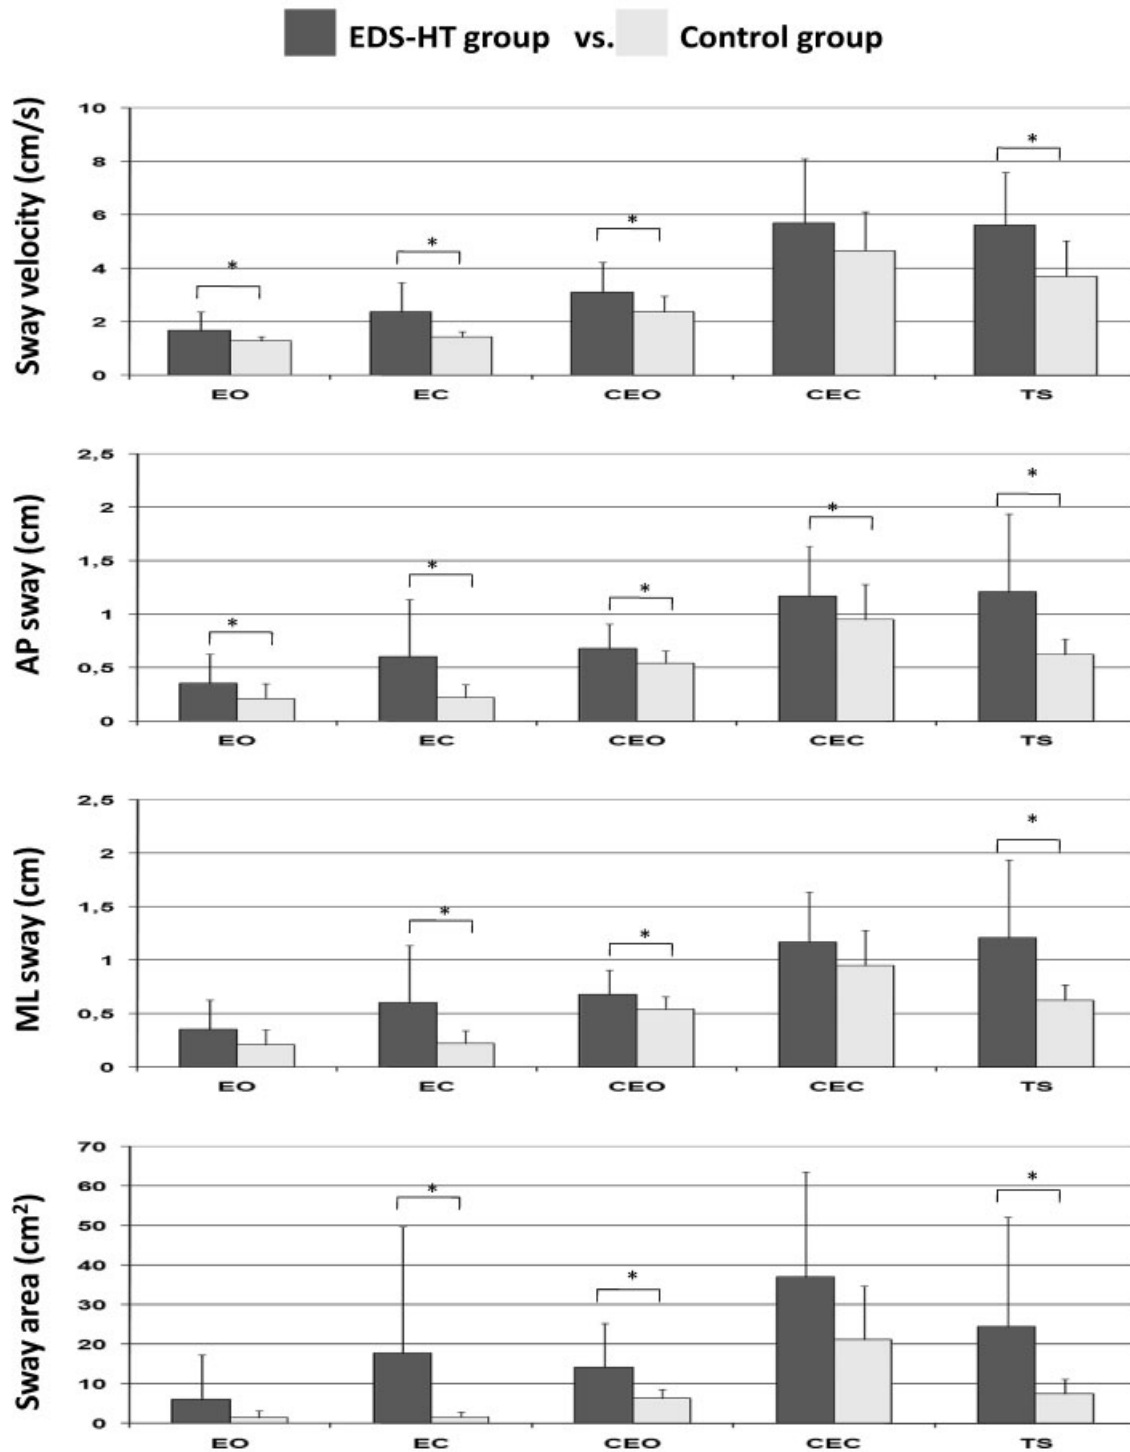 EDS-HT group vs. Control group
Sway velocity (cm/s)
10
8
6
4
2
0
* * * *
EO EC CEO CEC TS
AP sway (cm)
2,5
2
1,5
1
0,5
0
* * * * *
EO EC CEO CEC TS
ML sway (cm)
2,5
2
1,5
1
0,5
0
* * *
EO EC CEO CEC TS
Sway area (cm²)
70
60
50
40
30
20
10
0
* * *
EO EC CEO CEC TS